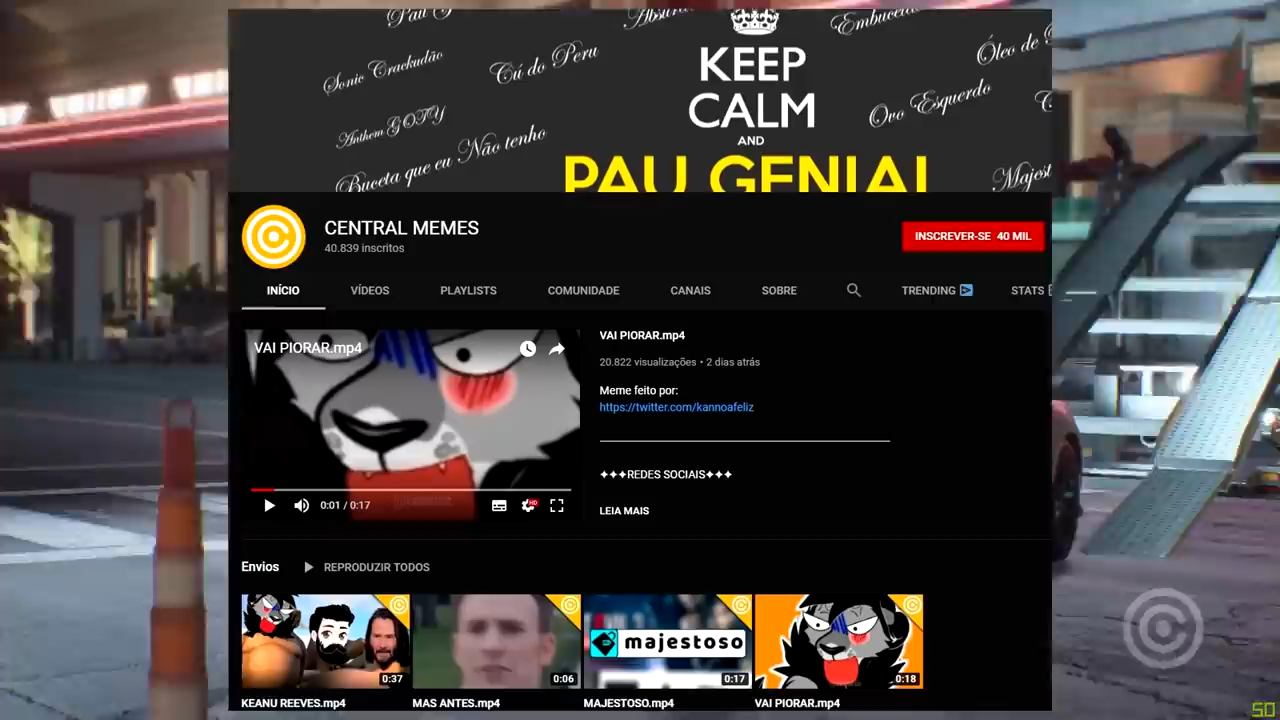 Absur
Embuceta
Sonic Crackudão
Cú do Peru
KEEP
Óleo de
CALM
Ovo Esquerdo
Anthem GOTY
AND
Buceta que eu Não tenho
PAU GENIAL
Majest
CENTRAL MEMES
40.839 inscritos
INSCREVER-SE 40 MIL
INÍCIO VÍDEOS PLAYLISTS COMUNIDADE CANAIS SOBRE TRENDING STATS
VAI PIORAR.mp4
VAI PIORAR.mp4
20.822 visualizações • 2 dias atrás
Meme feito por:
https://twitter.com/kannoafeliz
✦✦✦REDES SOCIAIS✦✦✦
0:01 / 0:17
HD
LEIA MAIS
Envios REPRODUZIR TODOS
majestoso
0:37 0:06 0:17 0:18
KEANU REEVES.mp4 MAS ANTES.mp4 MAJESTOSO.mp4 VAI PIORAR.mp4
50